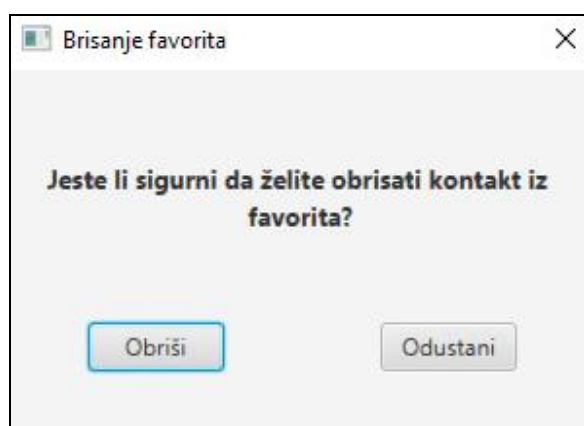 Brisanje favorita
Jeste li sigurni da želite obrisati kontakt iz
favorita?
Obriši
Odustani